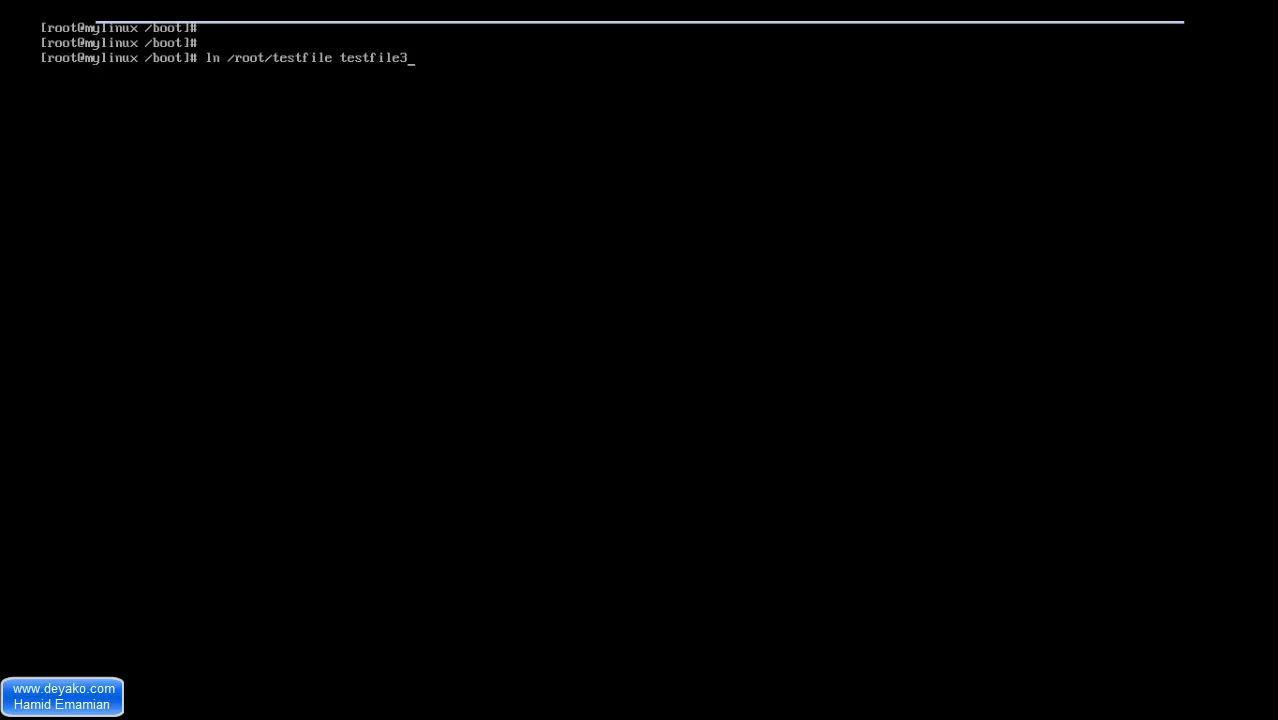 [root@mylinux /boot]#
[root@mylinux /boot]#
[root@mylinux /boot]# ln /root/testfile testfile3_
www.deyako.com
Hamid Emamian